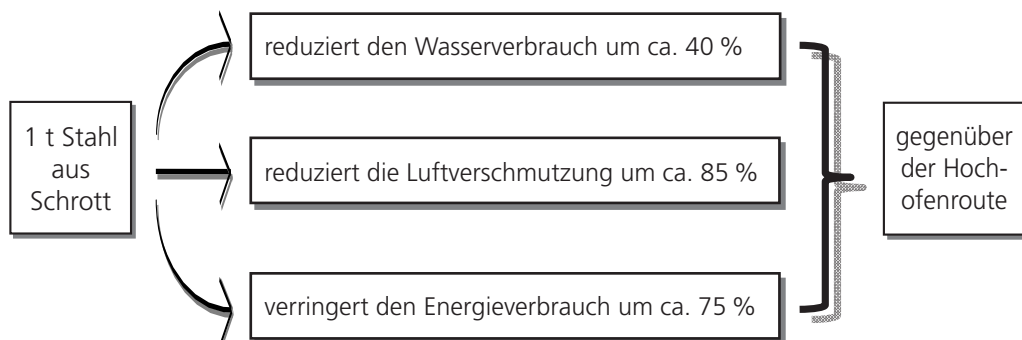 1 t Stahl
aus
Schrott
reduziert den Wasserverbrauch um ca. 40 %
reduziert die Luftverschmutzung um ca. 85 %
verringert den Energieverbrauch um ca. 75 %
gegenüber
der Hoch-
ofenroute